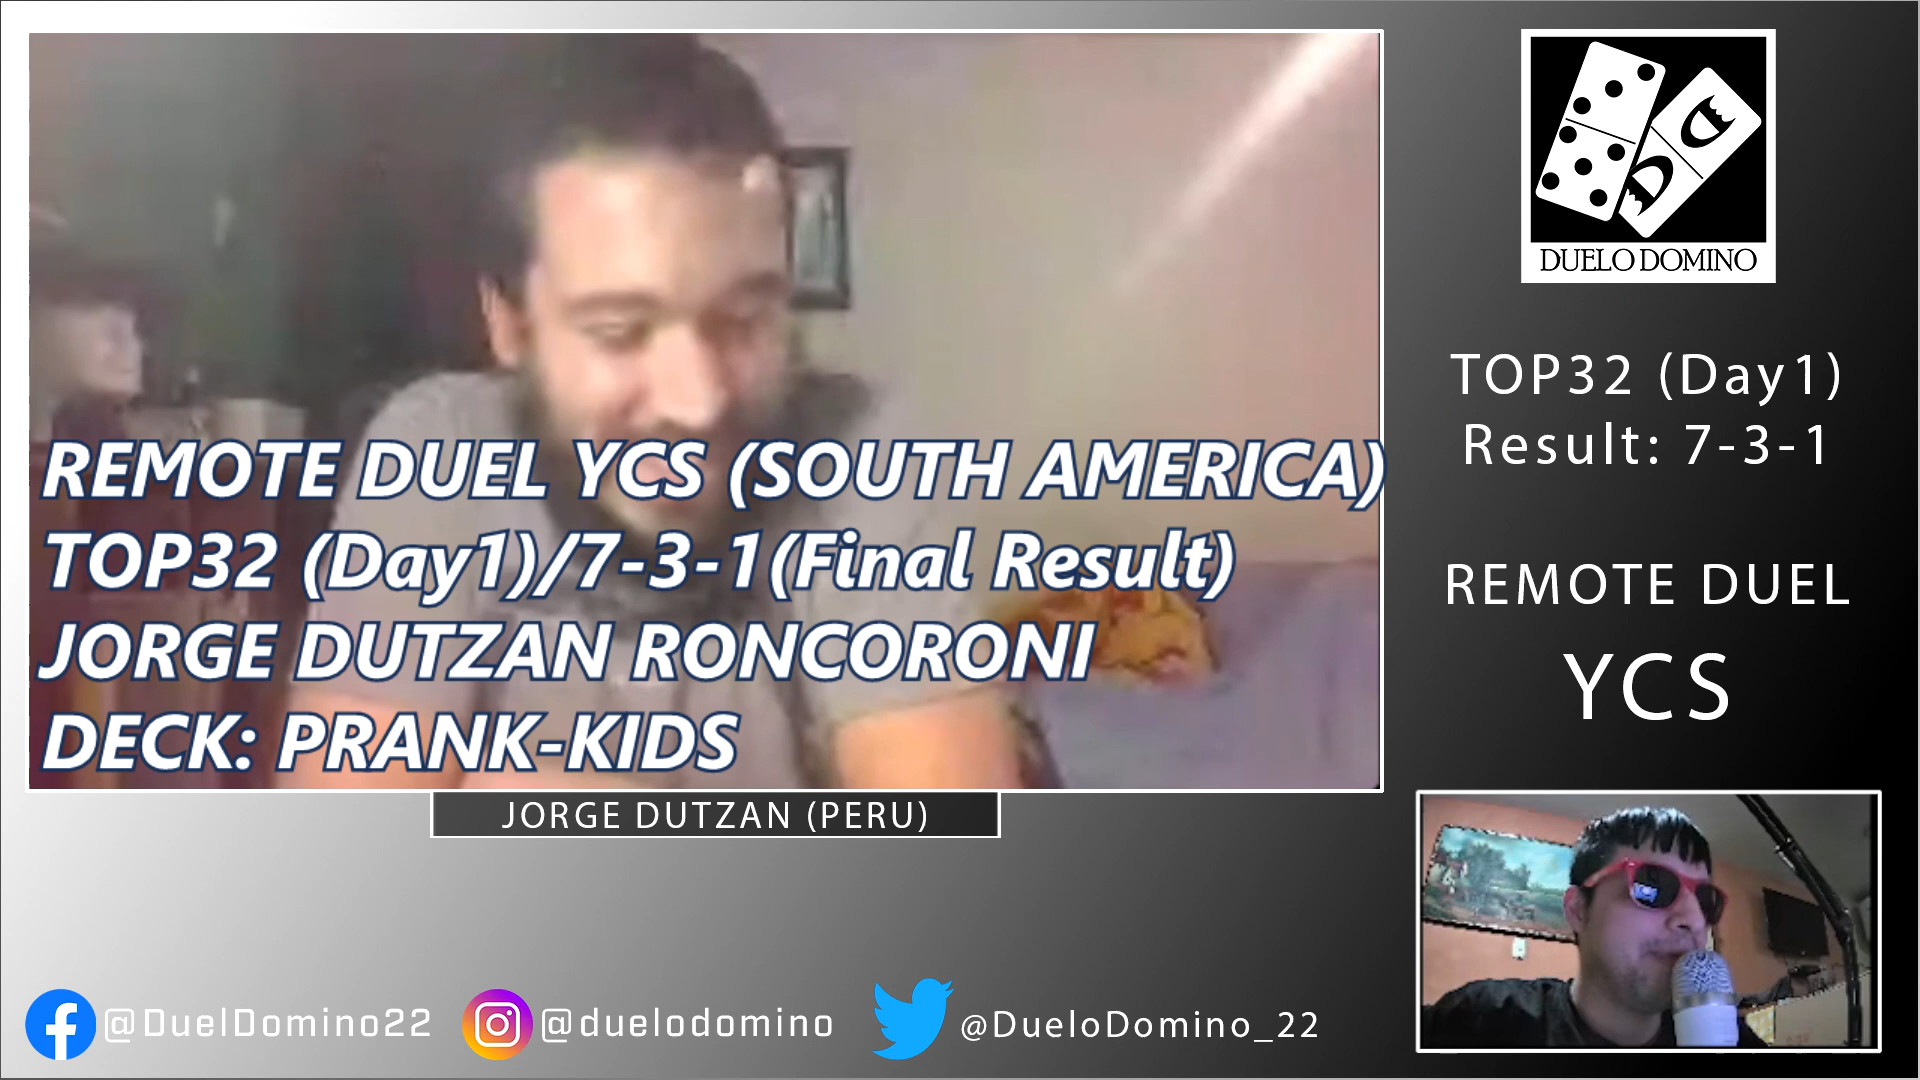 REMOTE DUEL YCS (SOUTH AMERICA)
TOP32 (Day1)/7-3-1(Final Result)
JORGE DUTZAN RONCORONI
DECK: PRANK-KIDS
JORGE DUTZAN (PERU)
DUELO DOMINO
TOP32 (Day1)
Result: 7-3-1
REMOTE DUEL
YCS
@DuelDomino22
@duelodomino
@DueloDomino_22